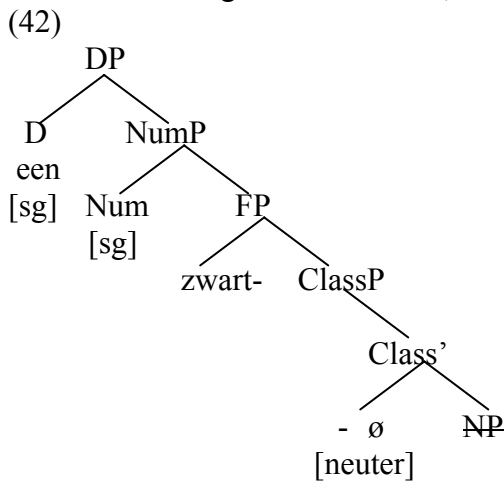 (42)
DP
D NumP
een
[sg] Num FP
[sg]
zwart- ClassP
Class’
- ø NP
[neuter]